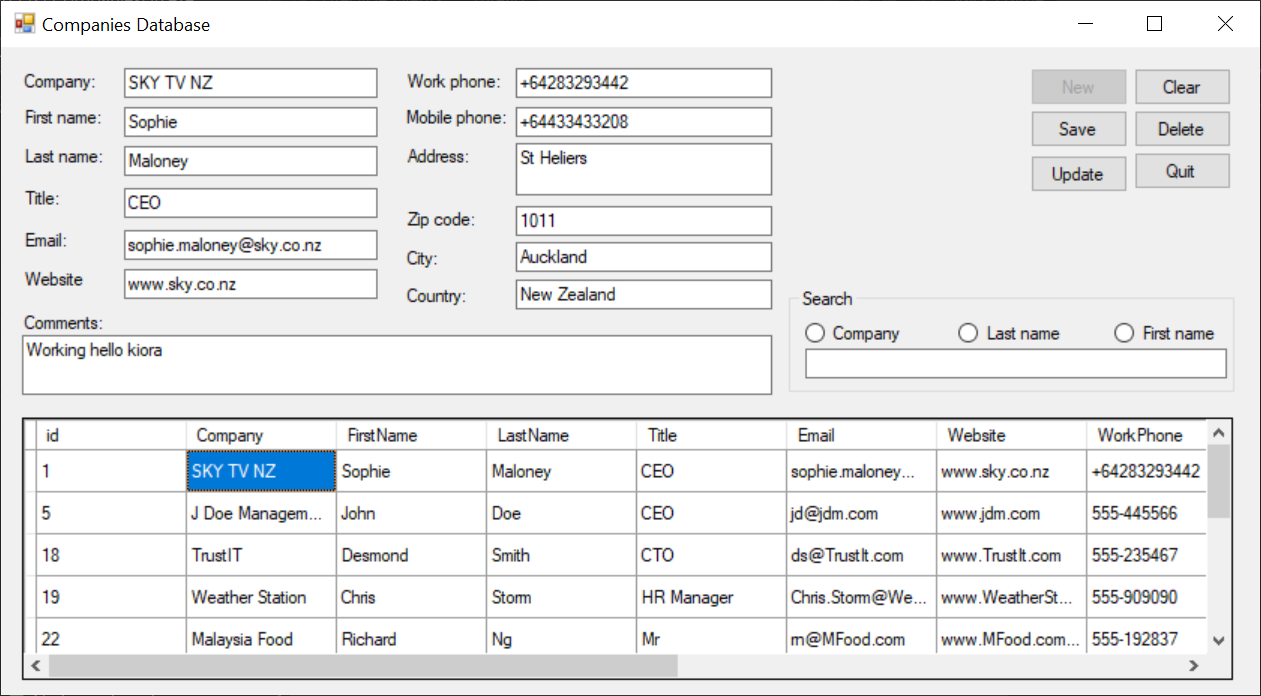 Companies Database
Company: SKY TV NZ
First name: Sophie
Last name: Maloney
Title: CEO
Email: sophie.maloney@sky.co.nz
Website www.sky.co.nz
Work phone: +64283293442
Mobile phone: +64433433208
Address: St Heliers
Zip code: 1011
City: Auckland
Country: New Zealand
New Clear
Save Delete
Update Quit
Comments:
Working hello kiora
Search
Company Last name First name
id Company FirstName LastName Title Email Website WorkPhone
1 SKY TV NZ Sophie Maloney CEO sophie.maloney... www.sky.co.nz +64283293442
5 J Doe Managem... John Doe CEO jd@jdm.com www.jdm.com 555-445566
18 TrustIT Desmond Smith CTO ds@TrustIt.com www.TrustIt.com 555-235467
19 Weather Station Chris Storm HR Manager Chris.Storm@We... www.WeatherSt... 555-909090
22 Malaysia Food Richard Ng Mr rn@MFood.com www.MFood.com... 555-192837